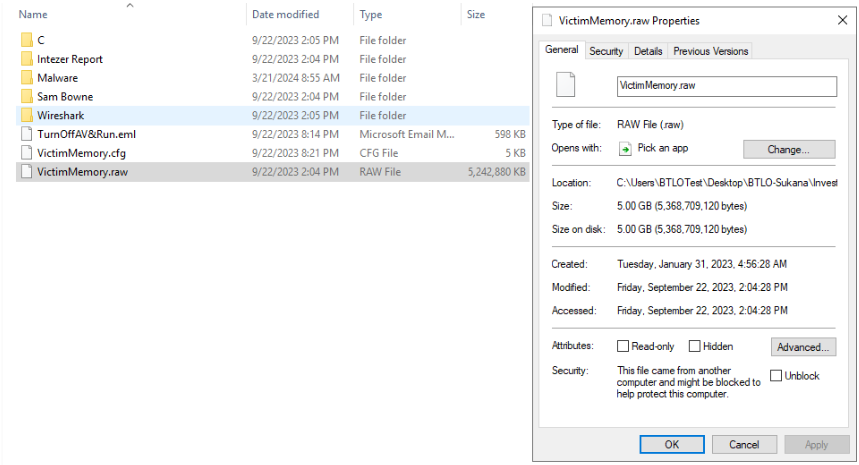 Name Date modified Type Size
C 9/22/2023 2:05 PM File folder
Intezer Report 9/22/2023 2:04 PM File folder
Malware 3/21/2024 8:55 AM File folder
Sam Bowne 9/22/2023 2:04 PM File folder
Wireshark 9/22/2023 2:05 PM File folder
TurnOffAV&Run.eml 9/22/2023 8:14 PM Microsoft Email M... 598 KB
VictimMemory.cfg 9/22/2023 8:21 PM CFG File 5 KB
VictimMemory.raw 9/22/2023 2:04 PM RAW File 5,242,880 KB
VictimMemory.raw Properties
General Security Details Previous Versions
VictimMemory.raw
Type of file: RAW File (.raw)
Opens with: Pick an app Change...
Location: C:\Users\BTLOTest\Desktop\BTLO-Sukana\Invest
Size: 5.00 GB (5,368,709,120 bytes)
Size on disk: 5.00 GB (5,368,709,120 bytes)
Created: Tuesday, January 31, 2023, 4:56:28 AM
Modified: Friday, September 22, 2023, 2:04:28 PM
Accessed: Friday, September 22, 2023, 2:04:28 PM
Attributes: Read-only Hidden Advanced...
Security: This file came from another
computer and might be blocked to
help protect this computer.
Unblock
OK Cancel Apply